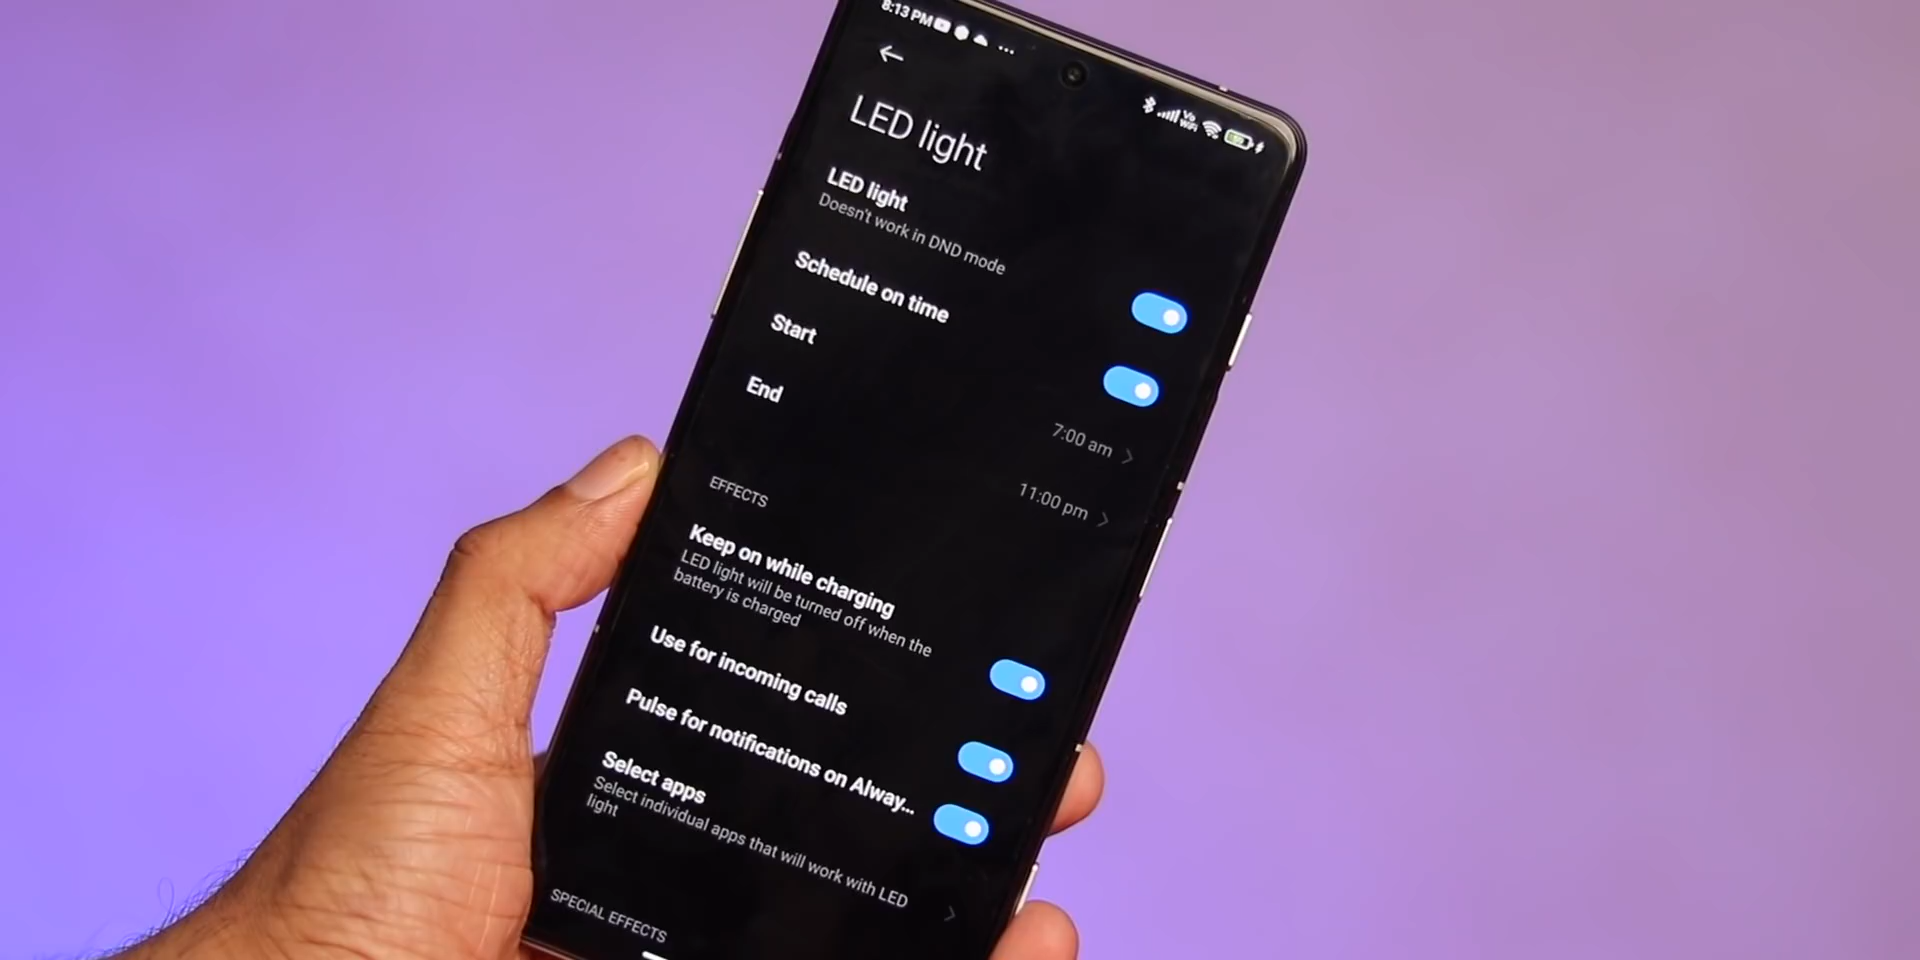 8:13 PM
Vo
WiFi
LED light
LED light
Doesn't work in DND mode
Schedule on time
Start
7:00 am
End
11:00 pm
EFFECTS
Keep on while charging
LED light will be turned off when the
battery is charged
Use for incoming calls
Pulse for notifications on Alway...
Select apps
Select individual apps that will work with LED
light
SPECIAL EFFECTS